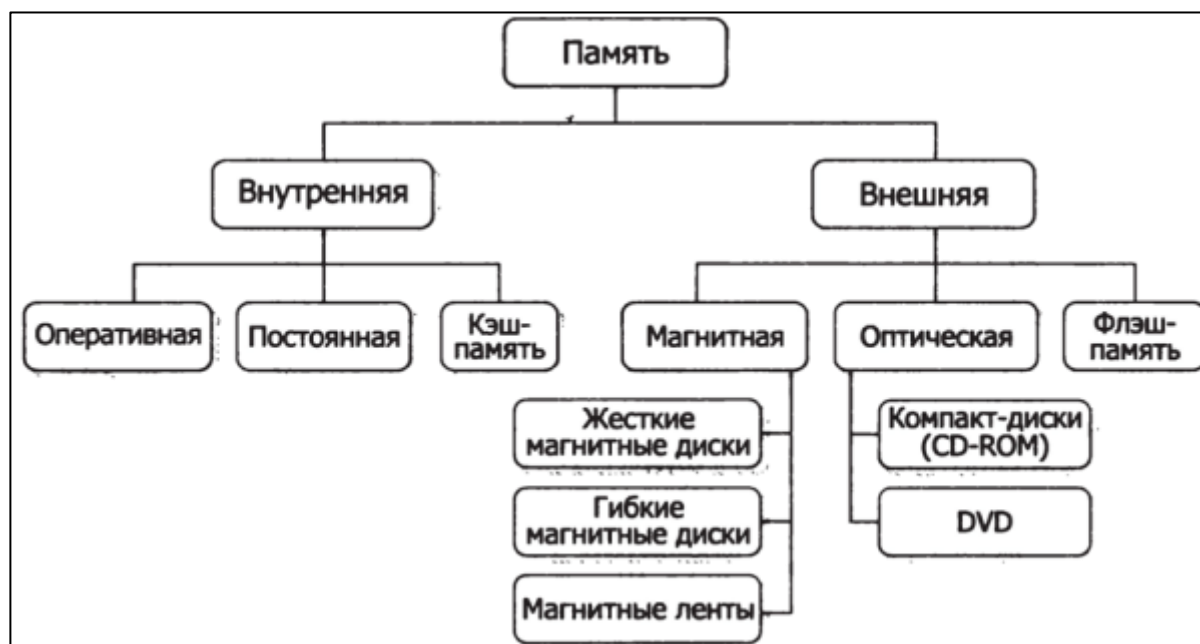 Память
Внутренняя
Внешняя
Оперативная
Постоянная
Кэш-
память
Магнитная
Оптическая
Флэш-
память
Жесткие
магнитные диски
Гибкие
магнитные диски
Магнитные ленты
Компакт-диски
(CD-ROM)
DVD